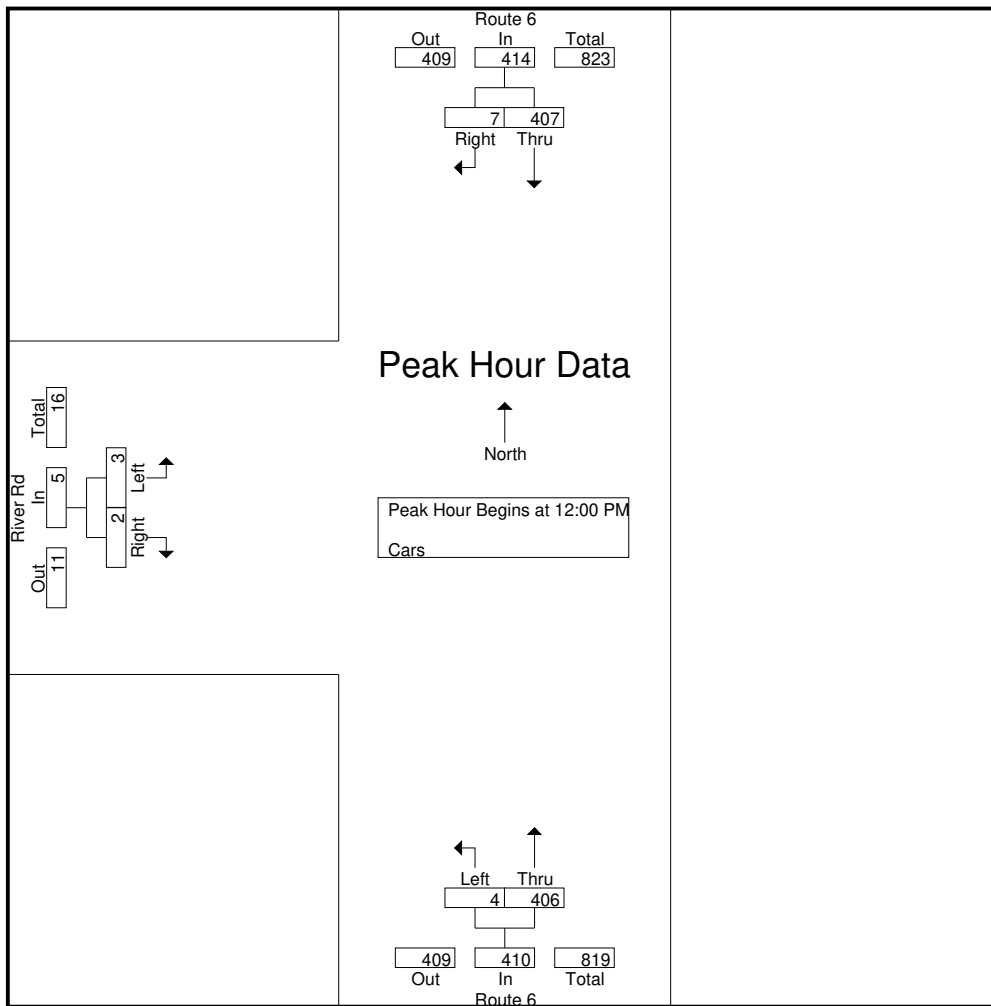 Route 6
Out In Total
409 414 823
7 407
Right Thru
Peak Hour Data
North
Peak Hour Begins at 12:00 PM
Cars
River Rd
Out In Total
11 5 16
2 3
Right Left
Left Thru
4 406
409 410 819
Out In Total
Route 6